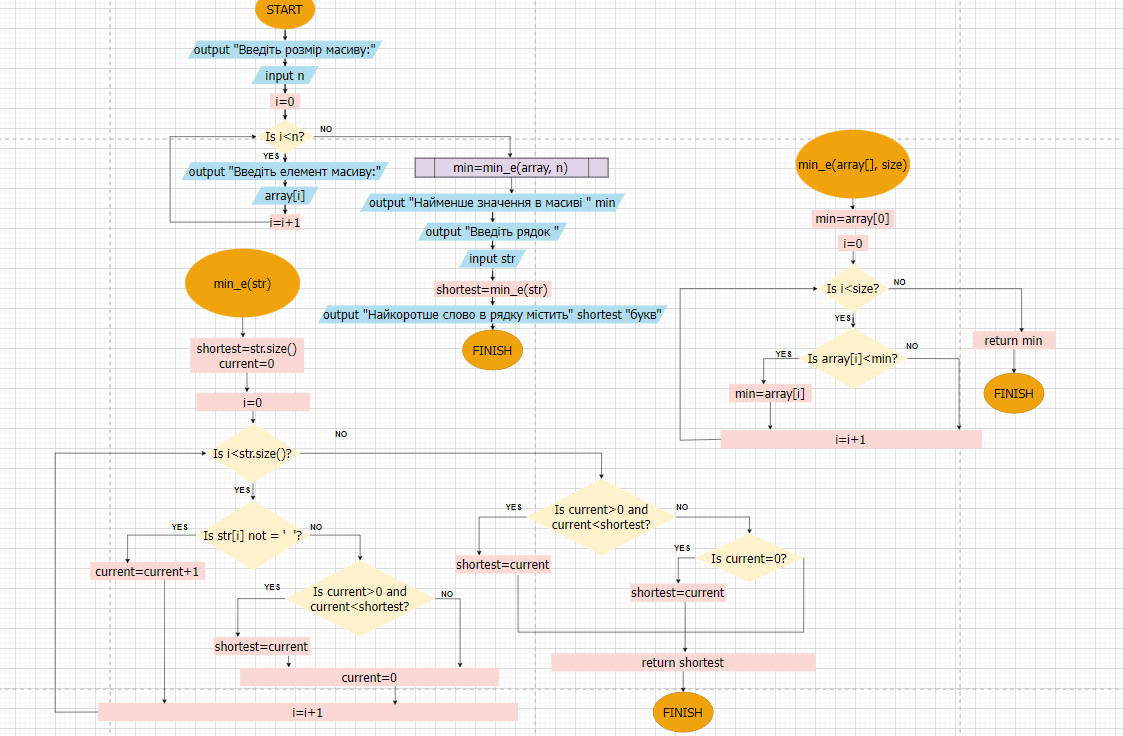 START
output "Введіть розмір масиву:"
input n
i=0
Is i<n?
NO
YES
output "Введіть елемент масиву:"
array[i]
i=i+1
min=min_e(array, n)
output "Найменше значення в масиві " min
output "Введіть рядок "
input str
shortest=min_e(str)
output "Найкоротше слово в рядку містить" shortest "букв"
FINISH
min_e(array[], size)
min=array[0]
i=0
Is i<size?
NO
YES
return min
FINISH
Is array[i]<min?
YES
NO
min=array[i]
i=i+1
min_e(str)
shortest=str.size()
current=0
i=0
Is i<str.size()?
NO
YES
Is str[i] not = ' '?
YES
NO
current=current+1
Is current>0 and
current<shortest?
YES
NO
shortest=current
current=0
i=i+1
Is current>0 and
current<shortest?
YES
NO
shortest=current
Is current=0?
YES
shortest=current
return shortest
FINISH